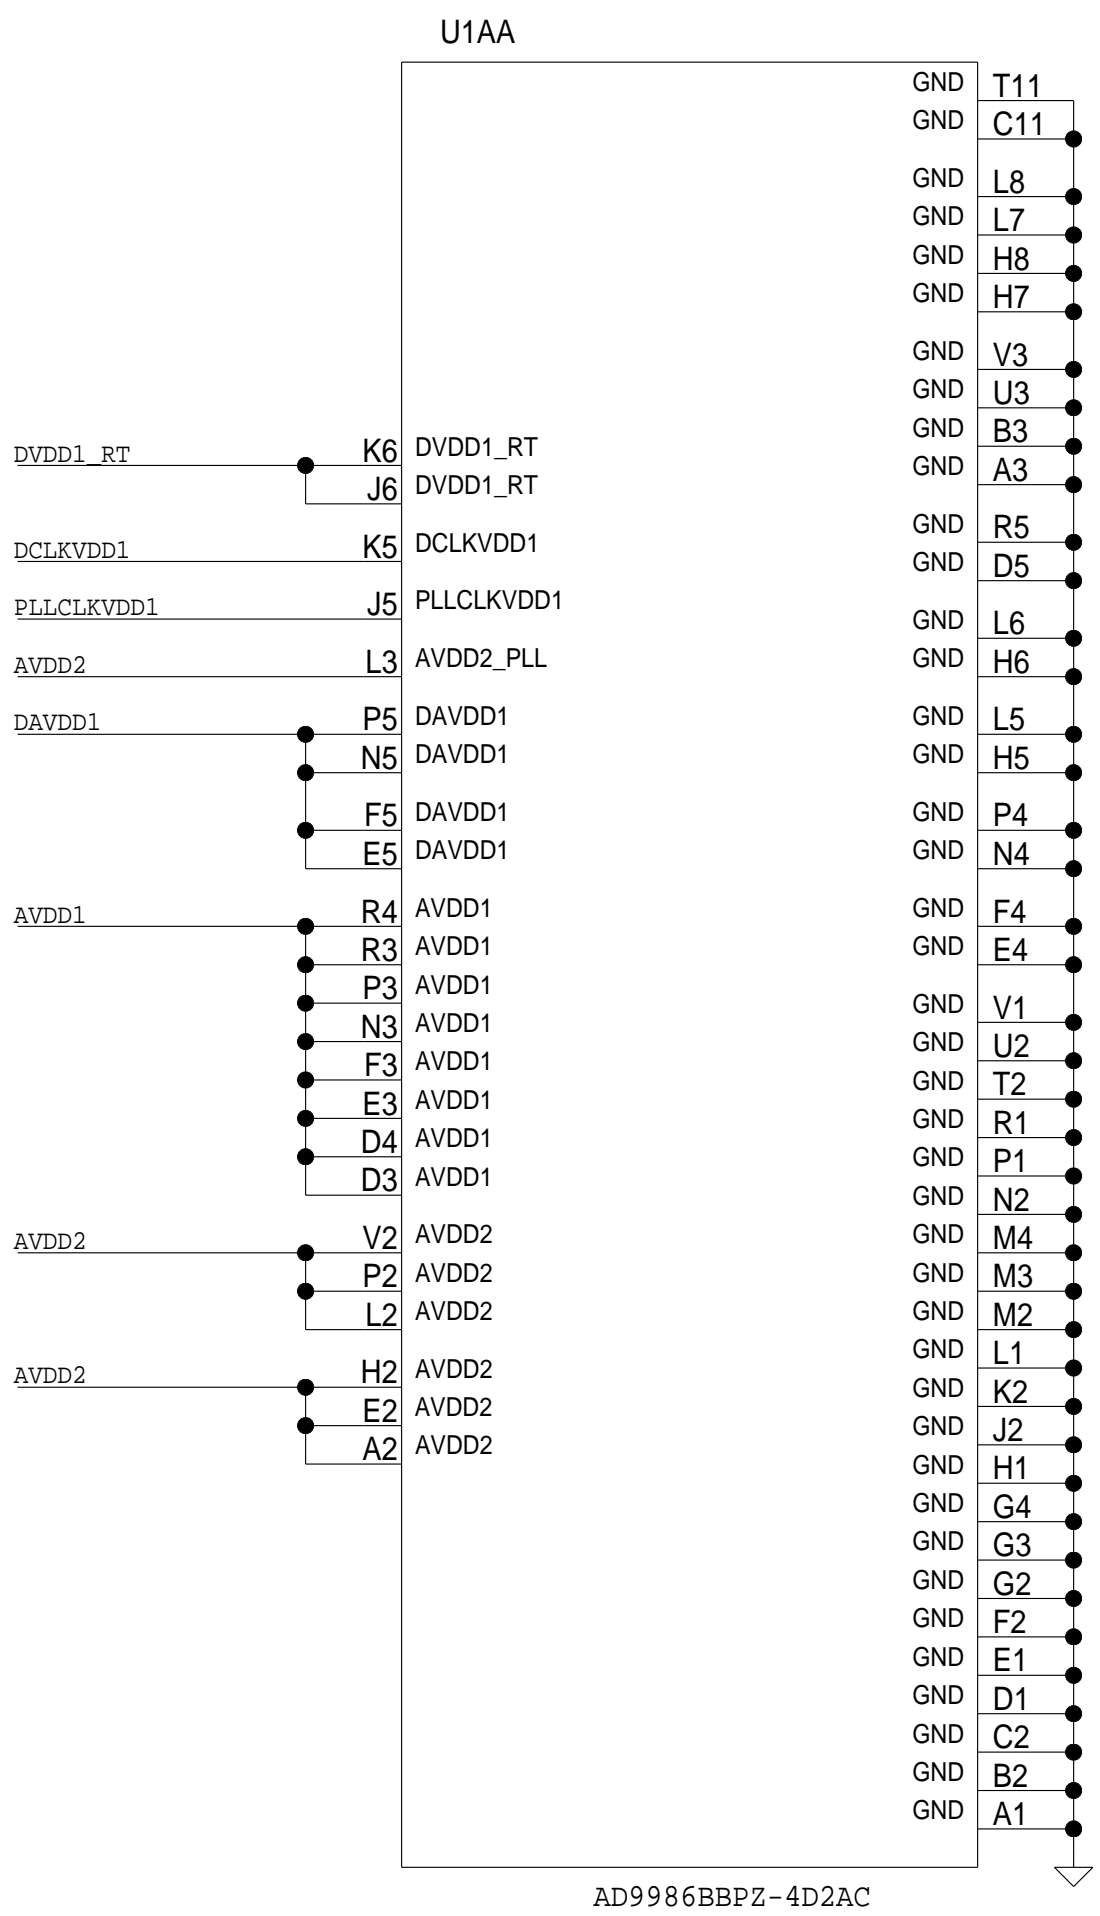 U1AA
GND T11
GND C11
GND L8
GND L7
GND H8
GND H7
GND V3
GND U3
GND B3
DVDD1_RT K6 DVDD1_RT
GND A3
J6 DVDD1_RT
GND R5
DCLKVDD1 K5 DCLKVDD1
GND D5
PLLCLKVDD1 J5 PLLCLKVDD1
GND L6
AVDD2 L3 AVDD2_PLL GND H6
DAVDD1 P5 DAVDD1 GND L5
N5 DAVDD1 GND H5
F5 DAVDD1 GND P4
E5 DAVDD1 GND N4
AVDD1 R4 AVDD1 GND F4
R3 AVDD1 GND E4
P3 AVDD1
GND V1
N3 AVDD1
GND U2
F3 AVDD1
GND T2
E3 AVDD1
GND R1
D4 AVDD1
GND P1
D3 AVDD1
GND N2
AVDD2 V2 AVDD2 GND M4
P2 AVDD2 GND M3
L2 AVDD2 GND M2
GND L1
AVDD2 H2 AVDD2
GND K2
E2 AVDD2
GND J2
A2 AVDD2
GND H1
GND G4
GND G3
GND G2
GND F2
GND E1
GND D1
GND C2
GND B2
GND A1
AD9986BBPZ-4D2AC